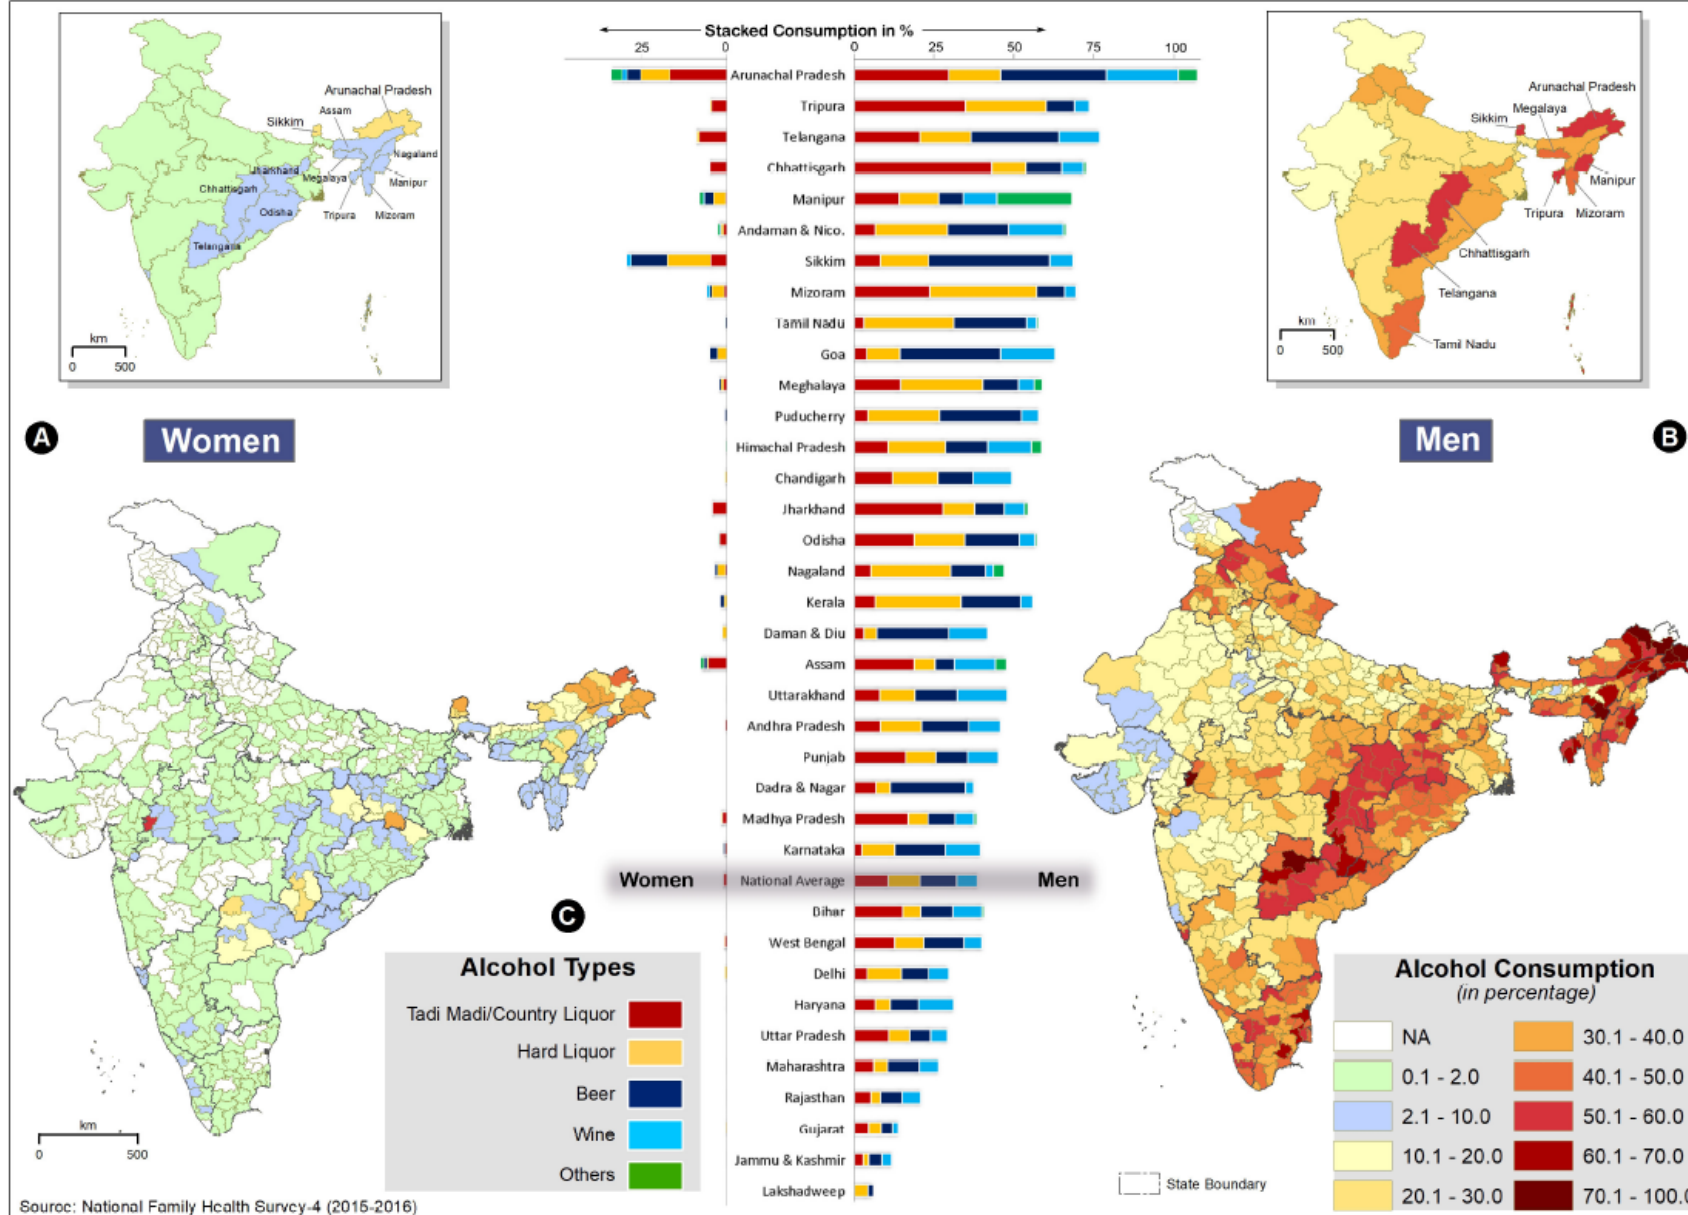 Stacked Consumption in %
25 0 0 25 50 75 100
Arunachal Pradesh
Tripura
Telangana
Chhattisgarh
Manipur
Andaman & Nico.
Sikkim
Mizoram
Tamil Nadu
Goa
Meghalaya
Puducherry
Himachal Pradesh
Chandigarh
Jharkhand
Odisha
Nagaland
Kerala
Daman & Diu
Assam
Uttarakhand
Andhra Pradesh
Punjab
Dadra & Nagar
Madhya Pradesh
Karnataka
Women National Average Men
Bihar
West Bengal
Delhi
Haryana
Uttar Pradesh
Maharashtra
Rajasthan
Gujarat
Jammu & Kashmir
Lakshadweep
Arunachal Pradesh
Assam
Sikkim
Nagaland
Jharkhand
Megalaya
Chhattisgarh
Manipur
Odisha
Tripura
Mizoram
Telangana
km
0 500
A
Women
km
0 500
Source: National Family Health Survey-4 (2015-2016)
C
Alcohol Types
Tadi Madi/Country Liquor
Hard Liquor
Beer
Wine
Others
Arunachal Pradesh
Megalaya
Sikkim
Manipur
Tripura
Mizoram
Chhattisgarh
Telangana
km
0 500
Tamil Nadu
Men
B
Alcohol Consumption
(in percentage)
NA
0.1 - 2.0
2.1 - 10.0
10.1 - 20.0
20.1 - 30.0
30.1 - 40.0
40.1 - 50.0
50.1 - 60.0
60.1 - 70.0
70.1 - 100.0
State Boundary